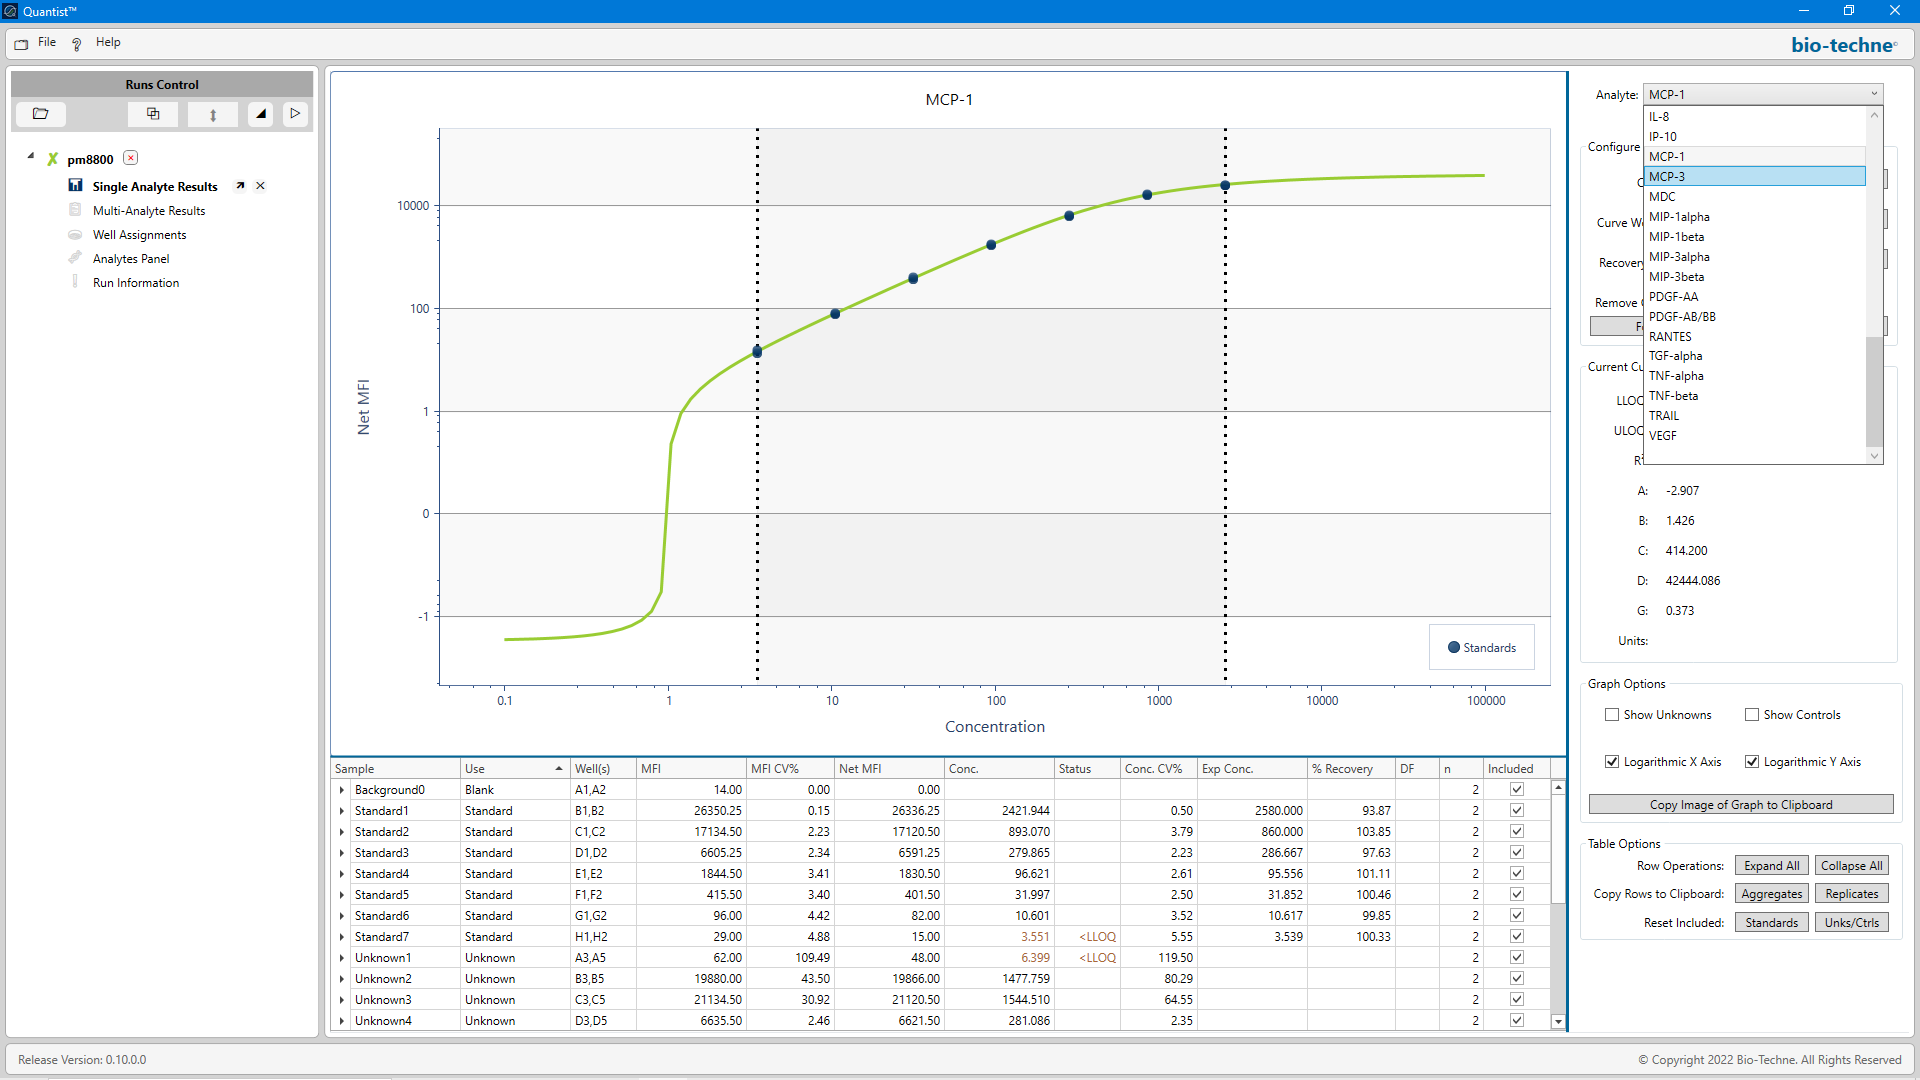 Quantist™
File ? Help
bio-techne
Runs Control
pm8800
Single Analyte Results
Multi-Analyte Results
Well Assignments
Analytes Panel
Run Information
MCP-1
Net MFI
10000
100
1
0
-1
0.1 1 10 100 1000 10000 100000
Concentration
Standards
Analyte: MCP-1
IL-8
IP-10
MCP-1
MCP-3
MDC
MIP-1alpha
MIP-1beta
MIP-3alpha
MIP-3beta
PDGF-AA
PDGF-AB/BB
RANTES
TGF-alpha
TNF-alpha
TNF-beta
TRAIL
VEGF
Configure
Curve
Recovery
Remove
Current
A: -2.907
B: 1.426
C: 414.200
D: 42444.086
G: 0.373
Units:
Graph Options
Show Unknowns Show Controls
Logarithmic X Axis Logarithmic Y Axis
Copy Image of Graph to Clipboard
Table Options
Row Operations: Expand All Collapse All
Copy Rows to Clipboard: Aggregates Replicates
Reset Included: Standards Unks/Ctrls
Sample Use Well(s) MFI MFI CV% Net MFI Conc. Status Conc. CV% Exp Conc. % Recovery DF n Included
Background0 Blank A1,A2 14.00 0.00 0.00 2
Standard1 Standard B1,B2 26350.25 0.15 26336.25 2421.944 0.50 2580.000 93.87 2
Standard2 Standard C1,C2 17134.50 2.23 17120.50 893.070 3.79 860.000 103.85 2
Standard3 Standard D1,D2 6605.25 2.34 6591.25 279.865 2.23 286.667 97.63 2
Standard4 Standard E1,E2 1844.50 3.41 1830.50 96.621 2.61 95.556 101.11 2
Standard5 Standard F1,F2 415.50 3.40 401.50 31.997 2.50 31.852 100.46 2
Standard6 Standard G1,G2 96.00 4.42 82.00 10.601 3.52 10.617 99.85 2
Standard7 Standard H1,H2 29.00 4.88 15.00 3.551 <LLOQ 5.55 3.539 100.33 2
Unknown1 Unknown A3,A5 62.00 109.49 48.00 6.399 <LLOQ 119.50 2
Unknown2 Unknown B3,B5 19880.00 43.50 19866.00 1477.759 80.29 2
Unknown3 Unknown C3,C5 21134.50 30.92 21120.50 1544.510 64.55 2
Unknown4 Unknown D3,D5 6635.50 2.46 6621.50 281.086 2.35 2
Release Version: 0.10.0.0
© Copyright 2022 Bio-Techne. All Rights Reserved